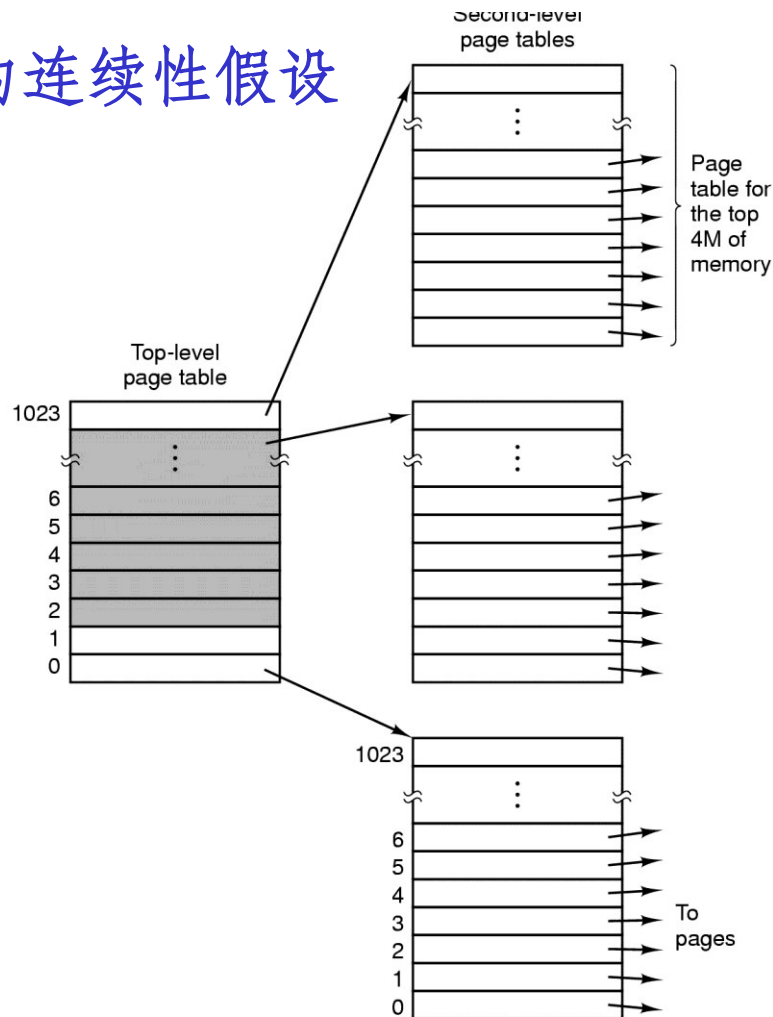 的连续性假设
Second-level
page tables
Page
table for
the top
4M of
memory
Top-level
page table
1023
6
5
4
3
2
1
0
1023
6
5
4
3
2
1
0
To
pages